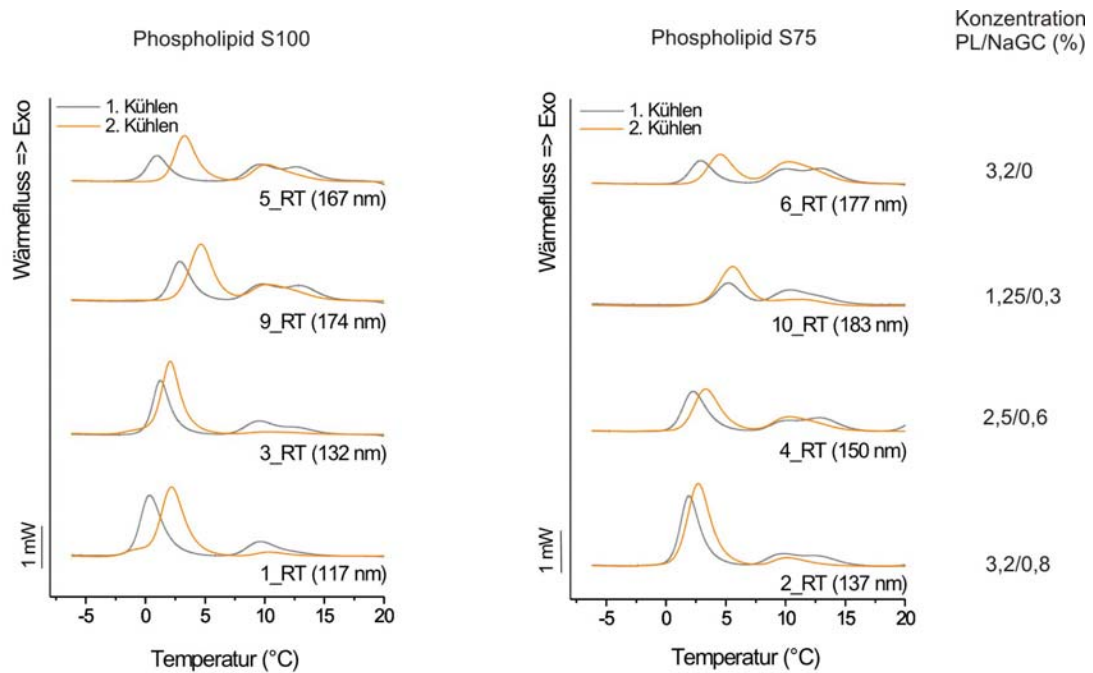 Phospholipid S100
Wärmefluss => Exo
1. Kühlen
2. Kühlen
5_RT (167 nm)
9_RT (174 nm)
3_RT (132 nm)
1_RT (117 nm)
1 mW
-5 0 5 10 15 20
Temperatur (°C)
Phospholipid S75
Wärmefluss => Exo
1. Kühlen
2. Kühlen
6_RT (177 nm)
10_RT (183 nm)
4_RT (150 nm)
2_RT (137 nm)
1 mW
-5 0 5 10 15 20
Temperatur (°C)
Konzentration
PL/NaGC (%)
3,2/0
1,25/0,3
2,5/0,6
3,2/0,8